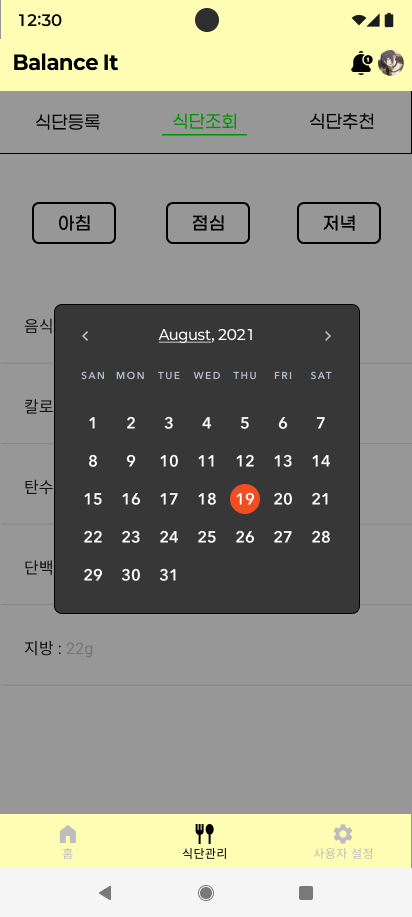 12:30
Balance It
식단등록 식단조회 식단추천
아침 점심 저녁
음식
August, 2021
SAN MON TUE WED THU FRI SAT
칼로
1 2 3 4 5 6 7
8 9 10 11 12 13 14
탄수
15 16 17 18 19 20 21
22 23 24 25 26 27 28
단백
29 30 31
지방 : 22g
홈 식단관리 사용자 설정